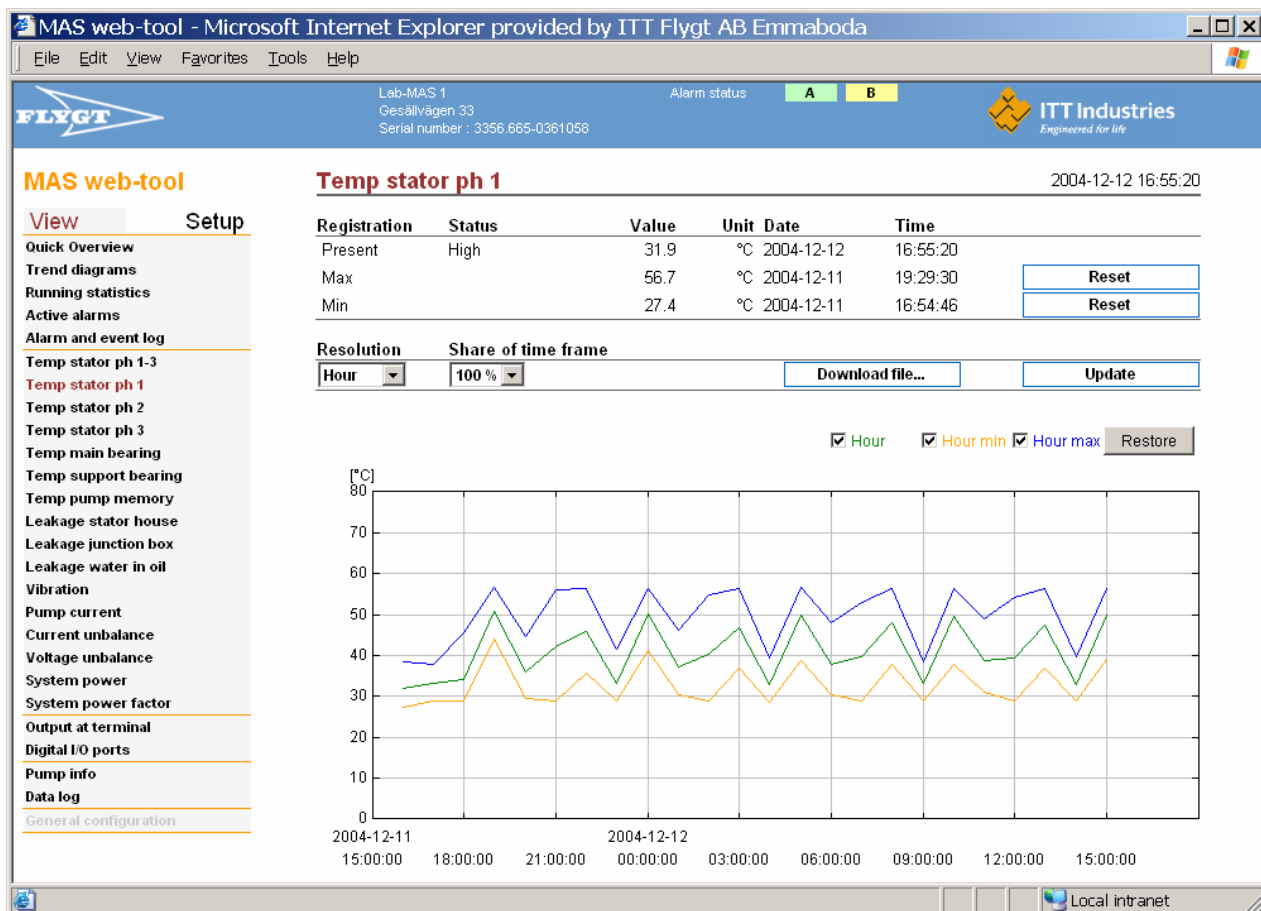 MAS web-tool - Microsoft Internet Explorer provided by ITT Flygt AB Emmaboda
File Edit View Favorites Tools Help
FLYGT
Lab-MAS 1
Gesällvägen 33
Serial number : 3356.665-0361058
Alarm status A B
ITT Industries
Engineered for life
MAS web-tool
View Setup
Quick Overview
Trend diagrams
Running statistics
Active alarms
Alarm and event log
Temp stator ph 1-3
Temp stator ph 1
Temp stator ph 2
Temp stator ph 3
Temp main bearing
Temp support bearing
Temp pump memory
Leakage stator house
Leakage junction box
Leakage water in oil
Vibration
Pump current
Current unbalance
Voltage unbalance
System power
System power factor
Output at terminal
Digital I/O ports
Pump info
Data log
General configuration
Temp stator ph 1 2004-12-12 16:55:20
Registration Status Value Unit Date Time
Present High 31.9 °C 2004-12-12 16:55:20
Max 56.7 °C 2004-12-11 19:29:30 Reset
Min 27.4 °C 2004-12-11 16:54:46 Reset
Resolution Share of time frame
Hour 100 % Download file... Update
Hour Hour min Hour max Restore
[°C]
80
70
60
50
40
30
20
10
0
2004-12-11 2004-12-12
15:00:00 18:00:00 21:00:00 00:00:00 03:00:00 06:00:00 09:00:00 12:00:00 15:00:00
Local intranet